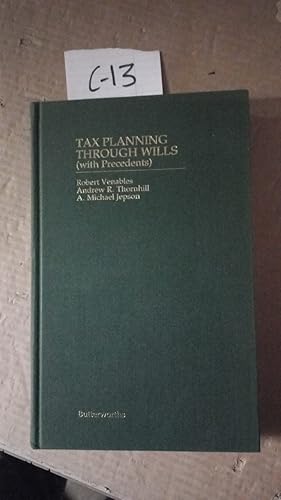 C-13
TAX PLANNING
THROUGH WILLS
(with Precedents)
Robert Venables
Andrew R. Thornhill
A. Michael Jepson
Butterworths